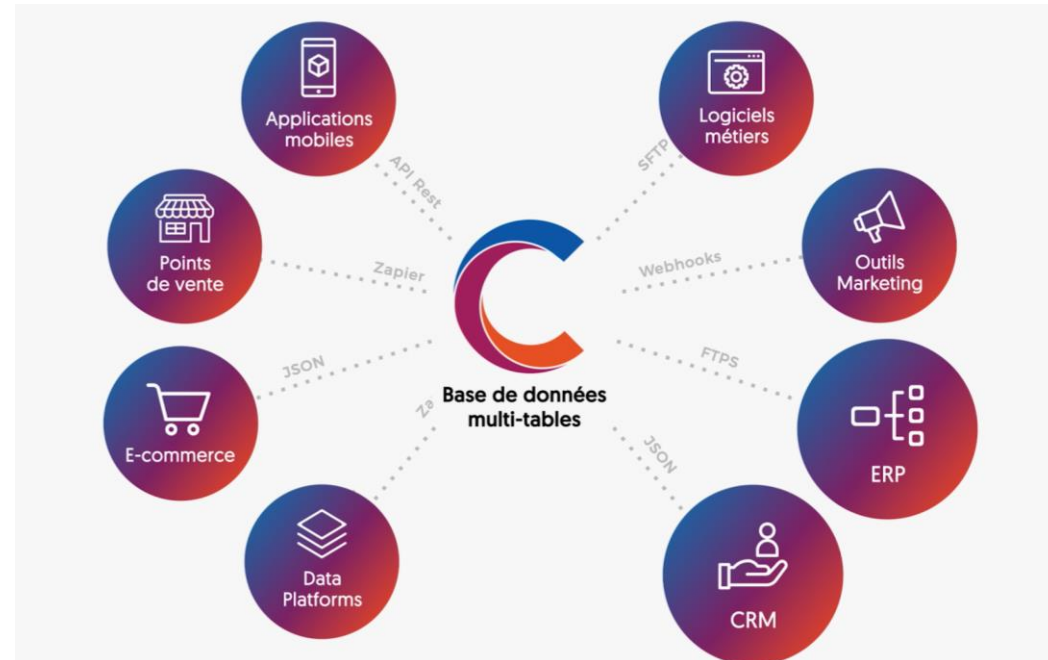 Applications
mobiles
Logiciels
métiers
API Rest
SFTP
Points
de vente
Zapier
Webhooks
Outils
Marketing
JSON
FTPS
E-commerce
Base de données
multi-tables
ERP
Za
JSON
Data
Platforms
CRM